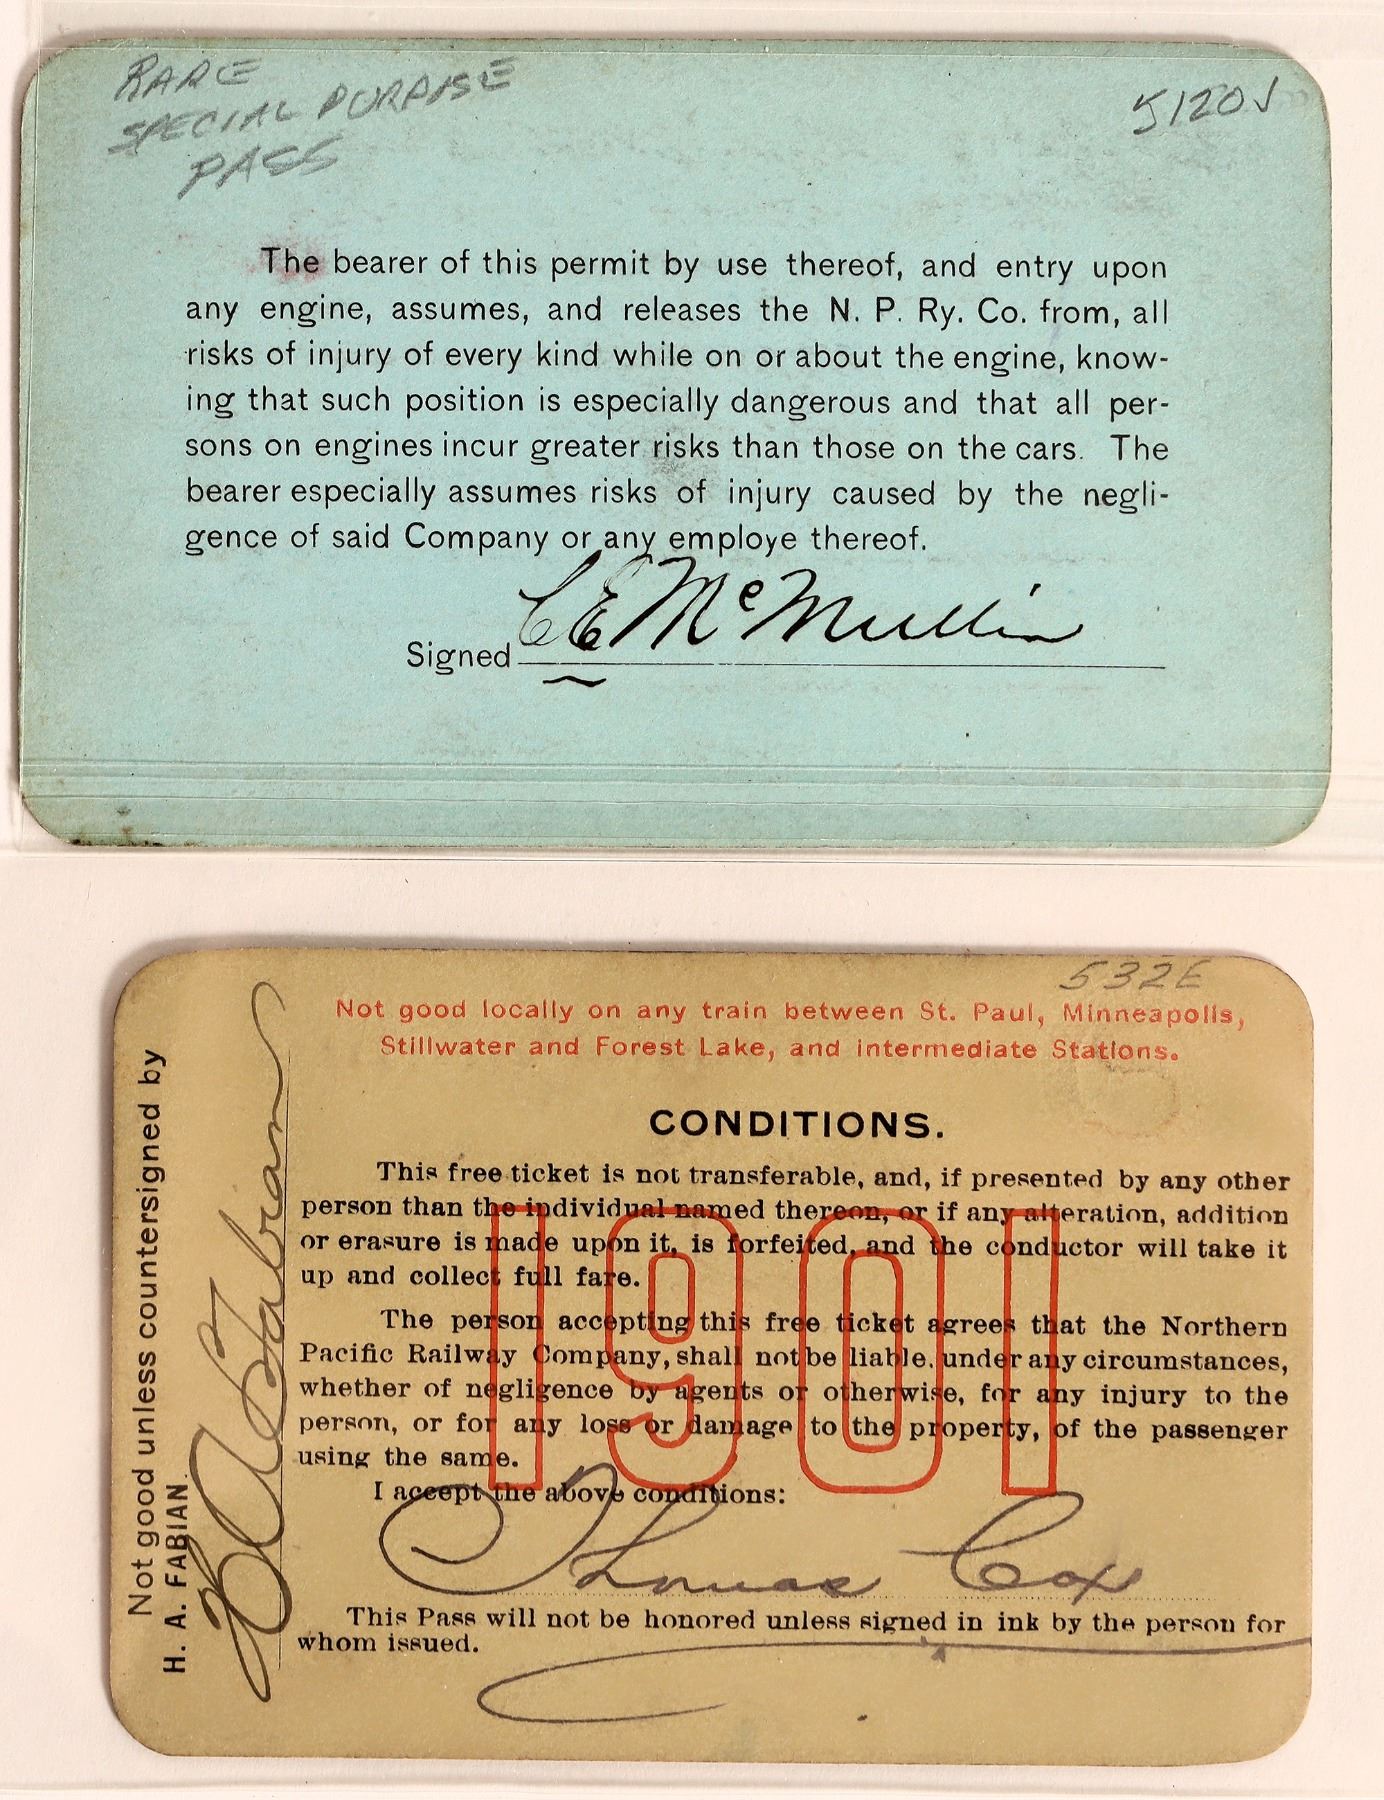 RARE
SPECIAL PURPOSE
PASS
5120J
The bearer of this permit by use thereof, and entry upon
any engine, assumes, and releases the N. P. Ry. Co. from, all
risks of injury of every kind while on or about the engine, know-
ing that such position is especially dangerous and that all per-
sons on engines incur greater risks than those on the cars. The
bearer especially assumes risks of injury caused by the negli-
gence of said Company or any employe thereof.
Signed C E McMullin
532E
Not good locally on any train between St. Paul, Minneapolis,
Stillwater and Forest Lake, and intermediate Stations.
CONDITIONS.
This free ticket is not transferable, and, if presented by any other
person than the individual named thereon, or if any alteration, addition
or erasure is made upon it, is forfeited, and the conductor will take it
up and collect full fare.
1901
The person accepting this free ticket agrees that the Northern
Pacific Railway Company, shall not be liable, under any circumstances,
whether of negligence by agents or otherwise, for any injury to the
person, or for any loss or damage to the property, of the passenger
using the same.
I accept the above conditions:
Thomas Cox
This Pass will not be honored unless signed in ink by the person for
whom issued.
Not good unless countersigned by
H. A. FABIAN.
H A Fabian